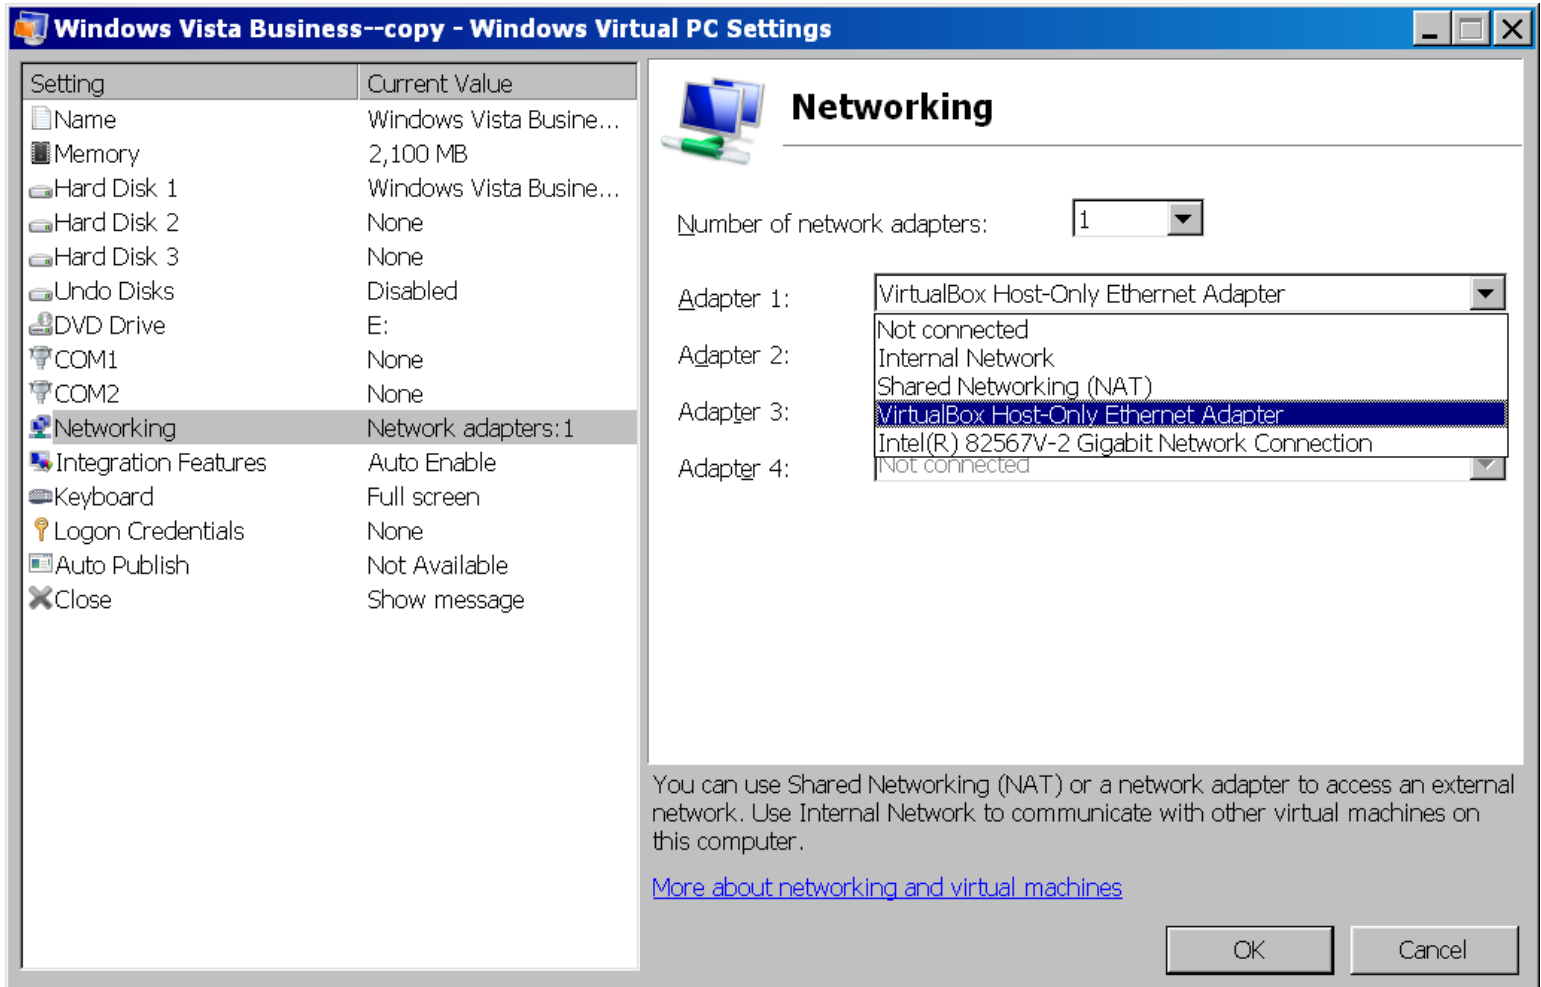 Windows Vista Business--copy - Windows Virtual PC Settings
Setting Current Value
Name Windows Vista Busine...
Memory 2,100 MB
Hard Disk 1 Windows Vista Busine...
Hard Disk 2 None
Hard Disk 3 None
Undo Disks Disabled
DVD Drive E:
COM1 None
COM2 None
Networking Network adapters:1
Integration Features Auto Enable
Keyboard Full screen
Logon Credentials None
Auto Publish Not Available
Close Show message
Networking
Number of network adapters: 1
Adapter 1: VirtualBox Host-Only Ethernet Adapter
Not connected
Internal Network
Shared Networking (NAT)
VirtualBox Host-Only Ethernet Adapter
Intel(R) 82567V-2 Gigabit Network Connection
Adapter 2:
Adapter 3:
Adapter 4: Not connected
You can use Shared Networking (NAT) or a network adapter to access an external
network. Use Internal Network to communicate with other virtual machines on
this computer.
More about networking and virtual machines
OK Cancel